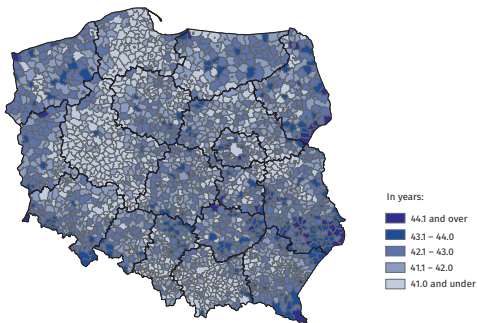 In years:
44.1 and over
43.1 – 44.0
42.1 – 43.0
41.1 – 42.0
41.0 and under